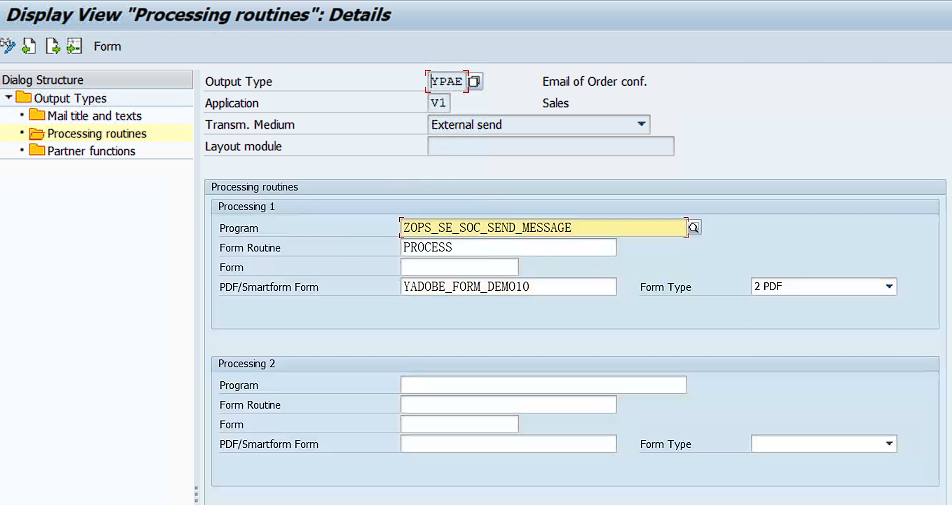 Display View "Processing routines": Details
Form
Dialog Structure
Output Types
Mail title and texts
Processing routines
Partner functions
Output Type YPAE Email of Order conf.
Application V1 Sales
Transm. Medium External send
Layout module
Processing routines
Processing 1
Program ZOPS_SE_SOC_SEND_MESSAGE
Form Routine PROCESS
Form
PDF/Smartform Form YADOBE_FORM_DEMO10 Form Type 2 PDF
Processing 2
Program
Form Routine
Form
PDF/Smartform Form Form Type